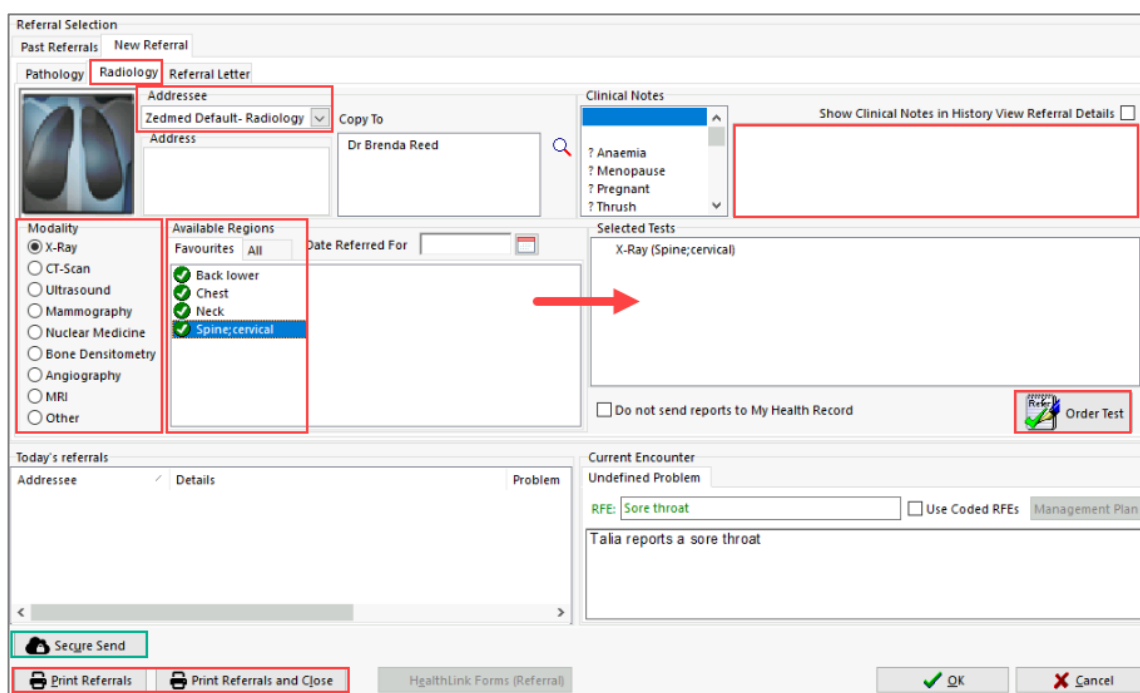 Referral Selection
Past Referrals New Referral
Pathology Radiology Referral Letter
Addressee
Zedmed Default- Radiology
Address
Copy To
Dr Brenda Reed
Clinical Notes
? Anaemia
? Menopause
? Pregnant
? Thrush
Show Clinical Notes in History View Referral Details
Modality
X-Ray
CT-Scan
Ultrasound
Mammography
Nuclear Medicine
Bone Densitometry
Angiography
MRI
Other
Available Regions
Favourites All
Date Referred For
Back lower
Chest
Neck
Spine;cervical
Selected Tests
X-Ray (Spine;cervical)
Do not send reports to My Health Record
Refer
Order Test
Today's referrals
Addressee Details Problem
Current Encounter
Undefined Problem
RFE: Sore throat Use Coded RFEs Management Plan
Talia reports a sore throat
Secure Send
Print Referrals Print Referrals and Close HealthLink Forms (Referral) OK Cancel